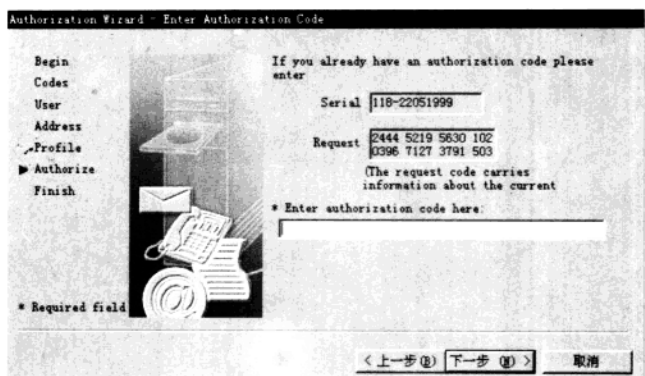 Authorization Wizard - Enter Authorization Code
Begin
Codes
User
Address
Profile
Authorize
Finish
* Required field
If you already have an authorization code please
enter
Serial 118-22051999
Request 2444 5219 5630 102
0396 7127 3791 503
(The request code carries
information about the current
* Enter authorization code here:
< 上一步(B) 下一步(N) > 取消